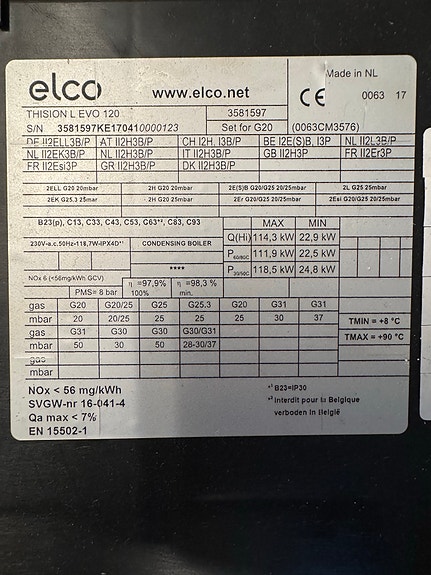 elco
www.elco.net
Made in NL
CE 0063 17
THISION L EVO 120
3581597
S/N 3581597KE170410000123
Set for G20
(0063CM3576)
DE II2ELL3B/P AT II2H3B/P CH I2H, I3B/P BE I2E(S)B, I3P NL II2L3B/P
NL II2EK3B/P NL II2H3B/P IT II2H3B/P GB II2H3P FR II2Er3P
FR II2Esi3P GR II2H3B/P DK II2H3B/P
2ELL G20 20mbar 2H G20 20mbar 2E(S)B G20/G25 20/25mbar 2L G25 25mbar
2EK G25.3 25mbar 2H G20 25mbar 2Er G20/G25 20/25mbar 2Esi G20/G25 20/25mbar
B23(p), C13, C33, C43, C53, C63*², C83, C93
MAX MIN
230V-a.c.50Hz-118,7W-IPX4D*¹ CONDENSING BOILER
Q(Hi) 114,3 kW 22,9 kW
P80/60GC 111,9 kW 22,5 kW
NOx 6 (<56mg/kWh GCV) ****
P50/30GC 118,5 kW 24,8 kW
PMS= 8 bar η =97,9% 100% η =98,3 % min.
gas G20 G20/25 G25 G25.3 G31 G31
mbar 20 20/25 25 25 30 37
gas G31 G30 G30 G30/G31
mbar 50 30 50 28-30/37
gas
mbar
TMIN = +8 °C
TMAX = +90 °C
NOx < 56 mg/kWh
SVGW-nr 16-041-4
Qa max < 7%
EN 15502-1
*¹ B23=IP30
*² Interdit pour la Belgique
verboden in België